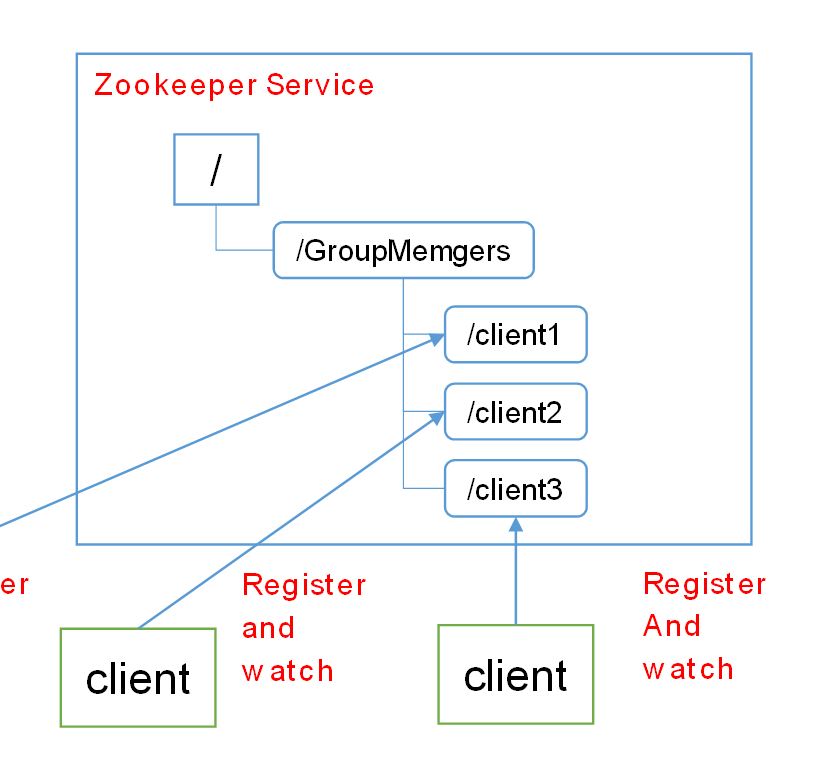 Zookeeper Service
/
/GroupMemgers
/client1
/client2
/client3
er
Register
and
watch
Register
And
watch
client
client